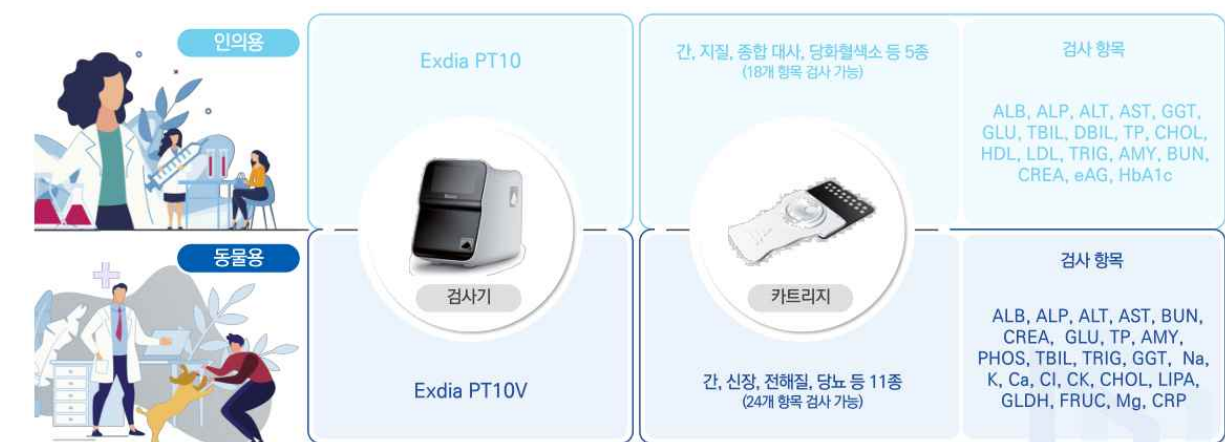 인의용
Exdia PT10
간, 지질, 종합 대사, 당화혈색소 등 5종
(18개 항목 검사 가능)
검사 항목
ALB, ALP, ALT, AST, GGT,
GLU, TBIL, DBIL, TP, CHOL,
HDL, LDL, TRIG, AMY, BUN,
CREA, eAG, HbA1c
동물용
검사기
카트리지
Exdia PT10V
간, 신장, 전해질, 당뇨 등 11종
(24개 항목 검사 가능)
검사 항목
ALB, ALP, ALT, AST, BUN,
CREA, GLU, TP, AMY,
PHOS, TBIL, TRIG, GGT, Na,
K, Ca, Cl, CK, CHOL, LIPA,
GLDH, FRUC, Mg, CRP